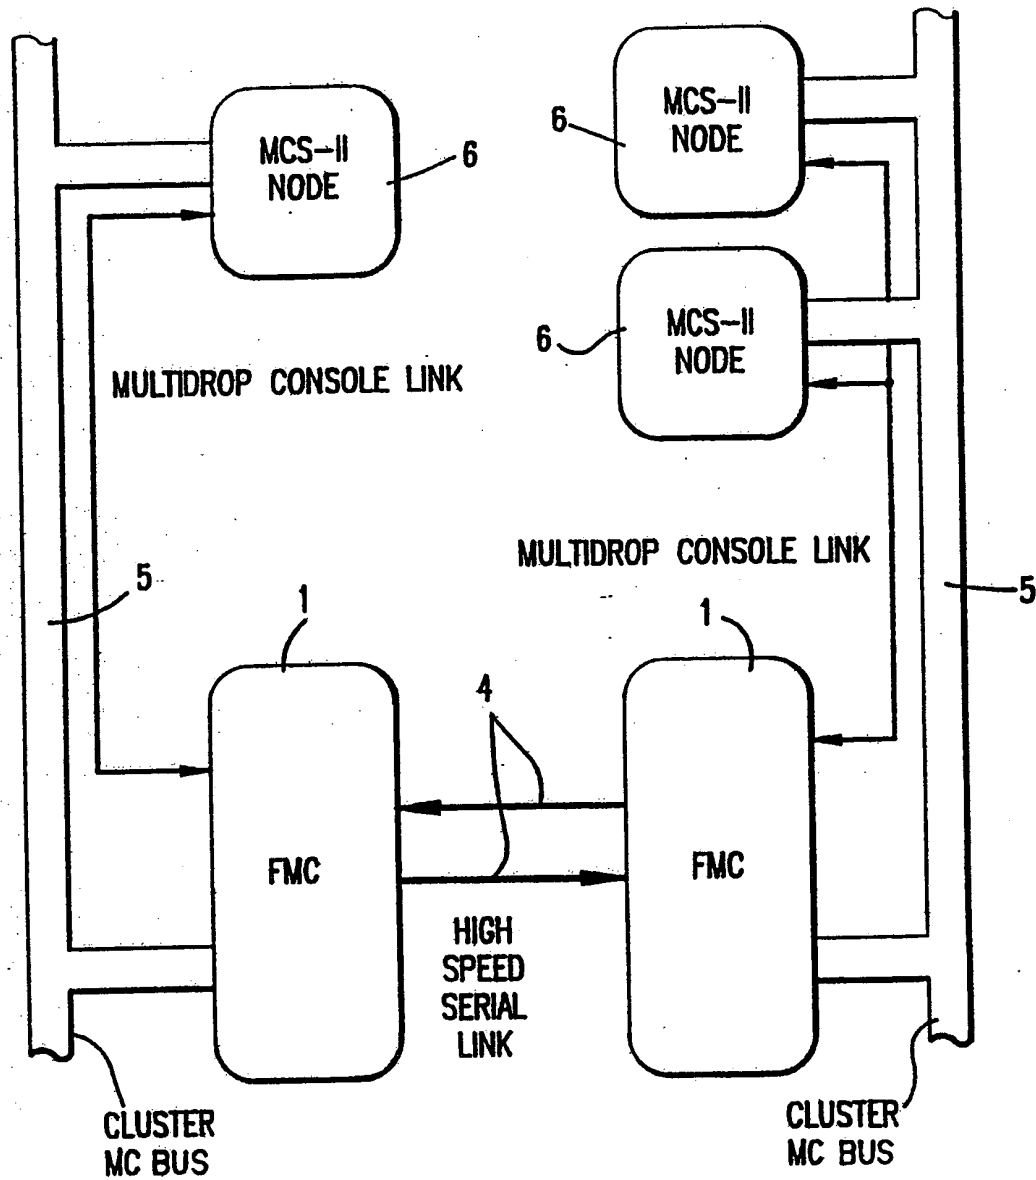 MCS-II
NODE
6
6
MCS-II
NODE
6
MCS-II
NODE
MULTIDROP CONSOLE LINK
MULTIDROP CONSOLE LINK
5
5
1
1
4
FMC
FMC
HIGH
SPEED
SERIAL
LINK
CLUSTER
MC BUS
CLUSTER
MC BUS